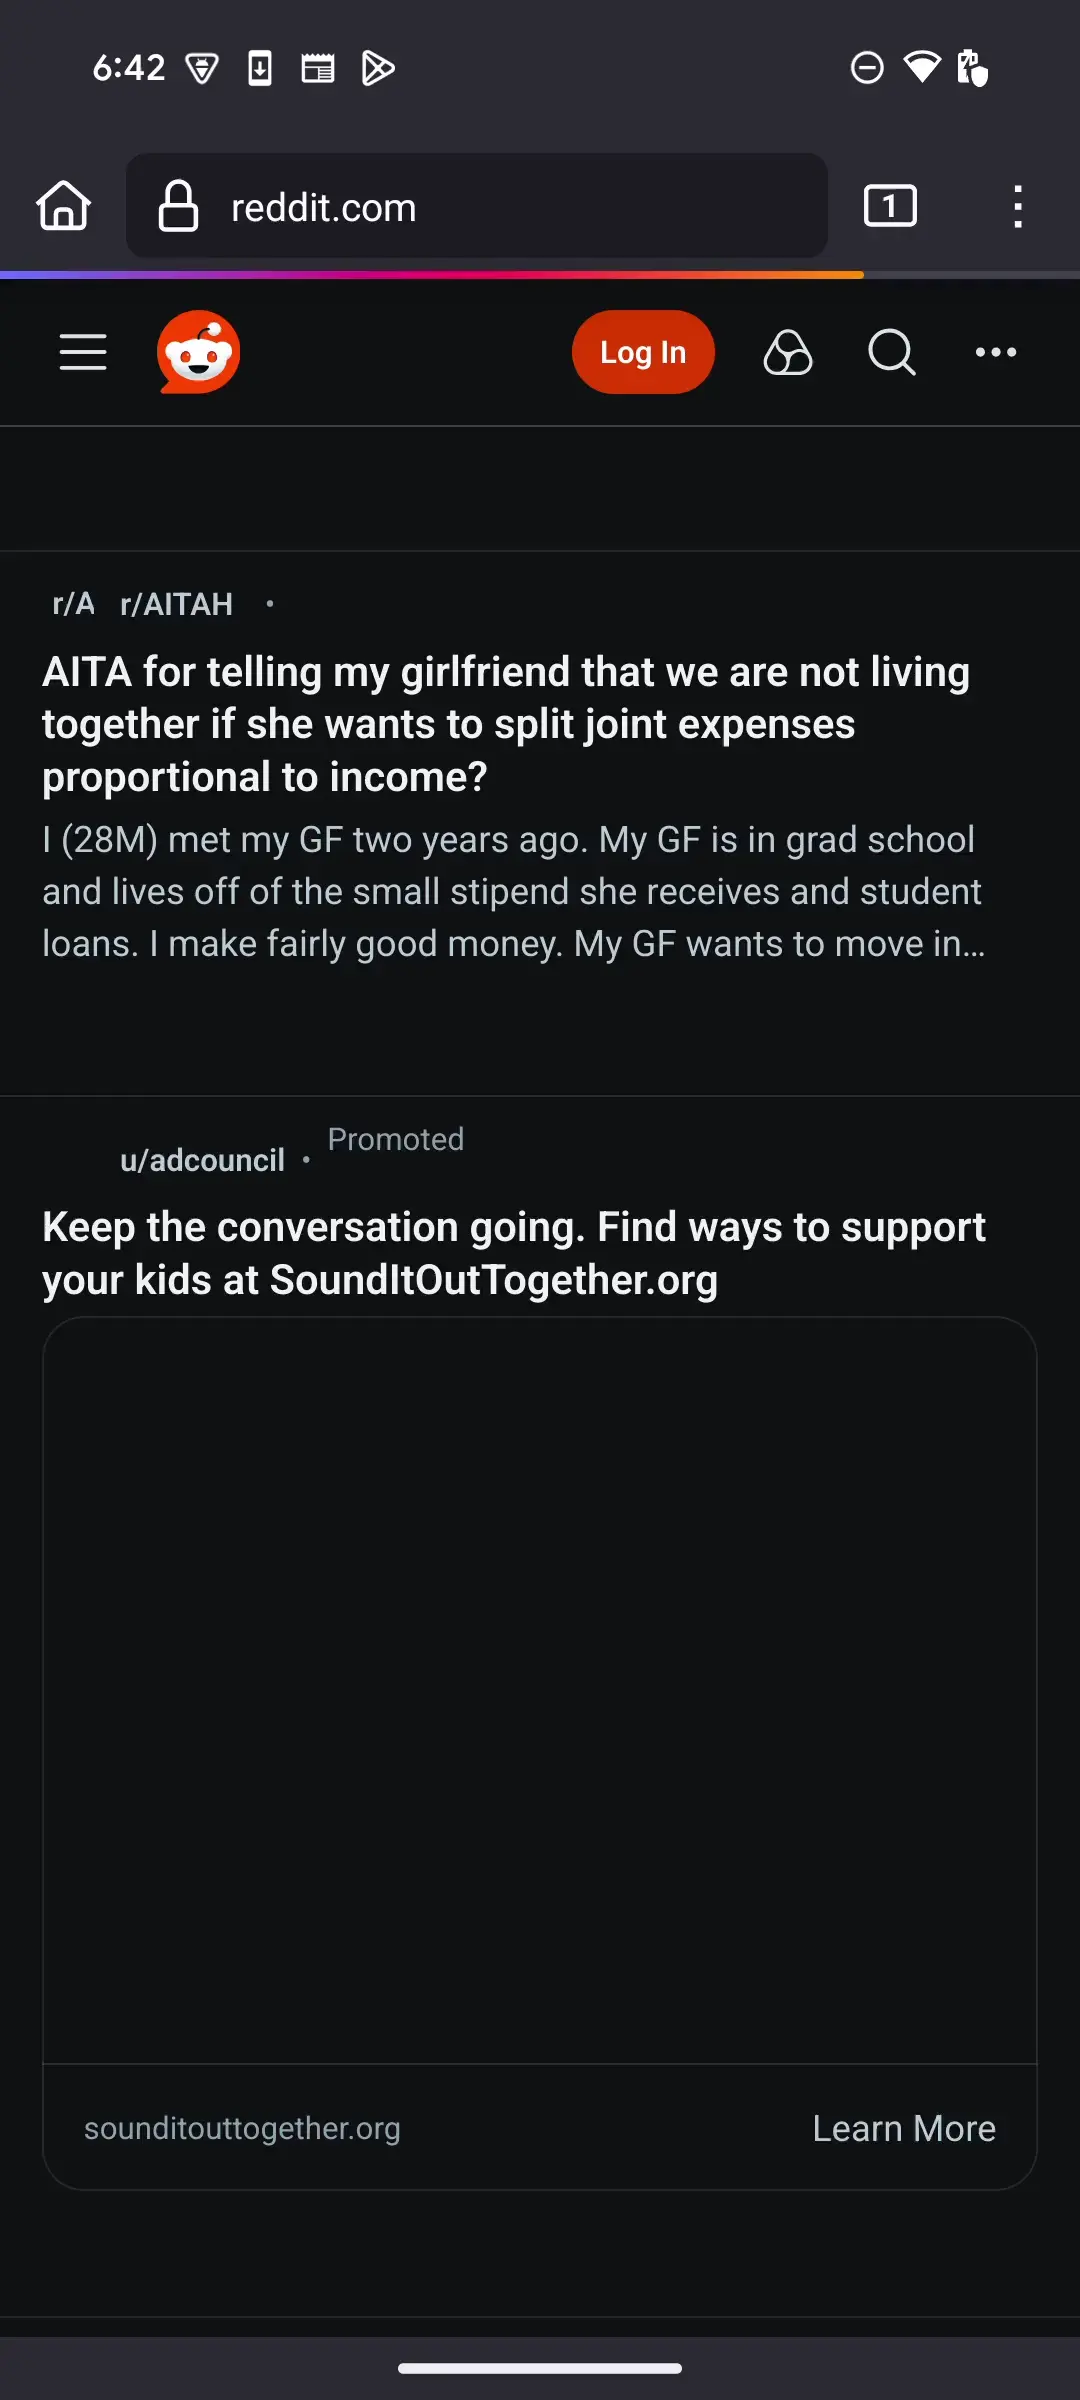 6:42
reddit.com
1
Log In
r/A r/AITAH •
AITA for telling my girlfriend that we are not living
together if she wants to split joint expenses
proportional to income?
I (28M) met my GF two years ago. My GF is in grad school
and lives off of the small stipend she receives and student
loans. I make fairly good money. My GF wants to move in…
u/adcouncil • Promoted
Keep the conversation going. Find ways to support
your kids at SoundItOutTogether.org
sounditouttogether.org
Learn More